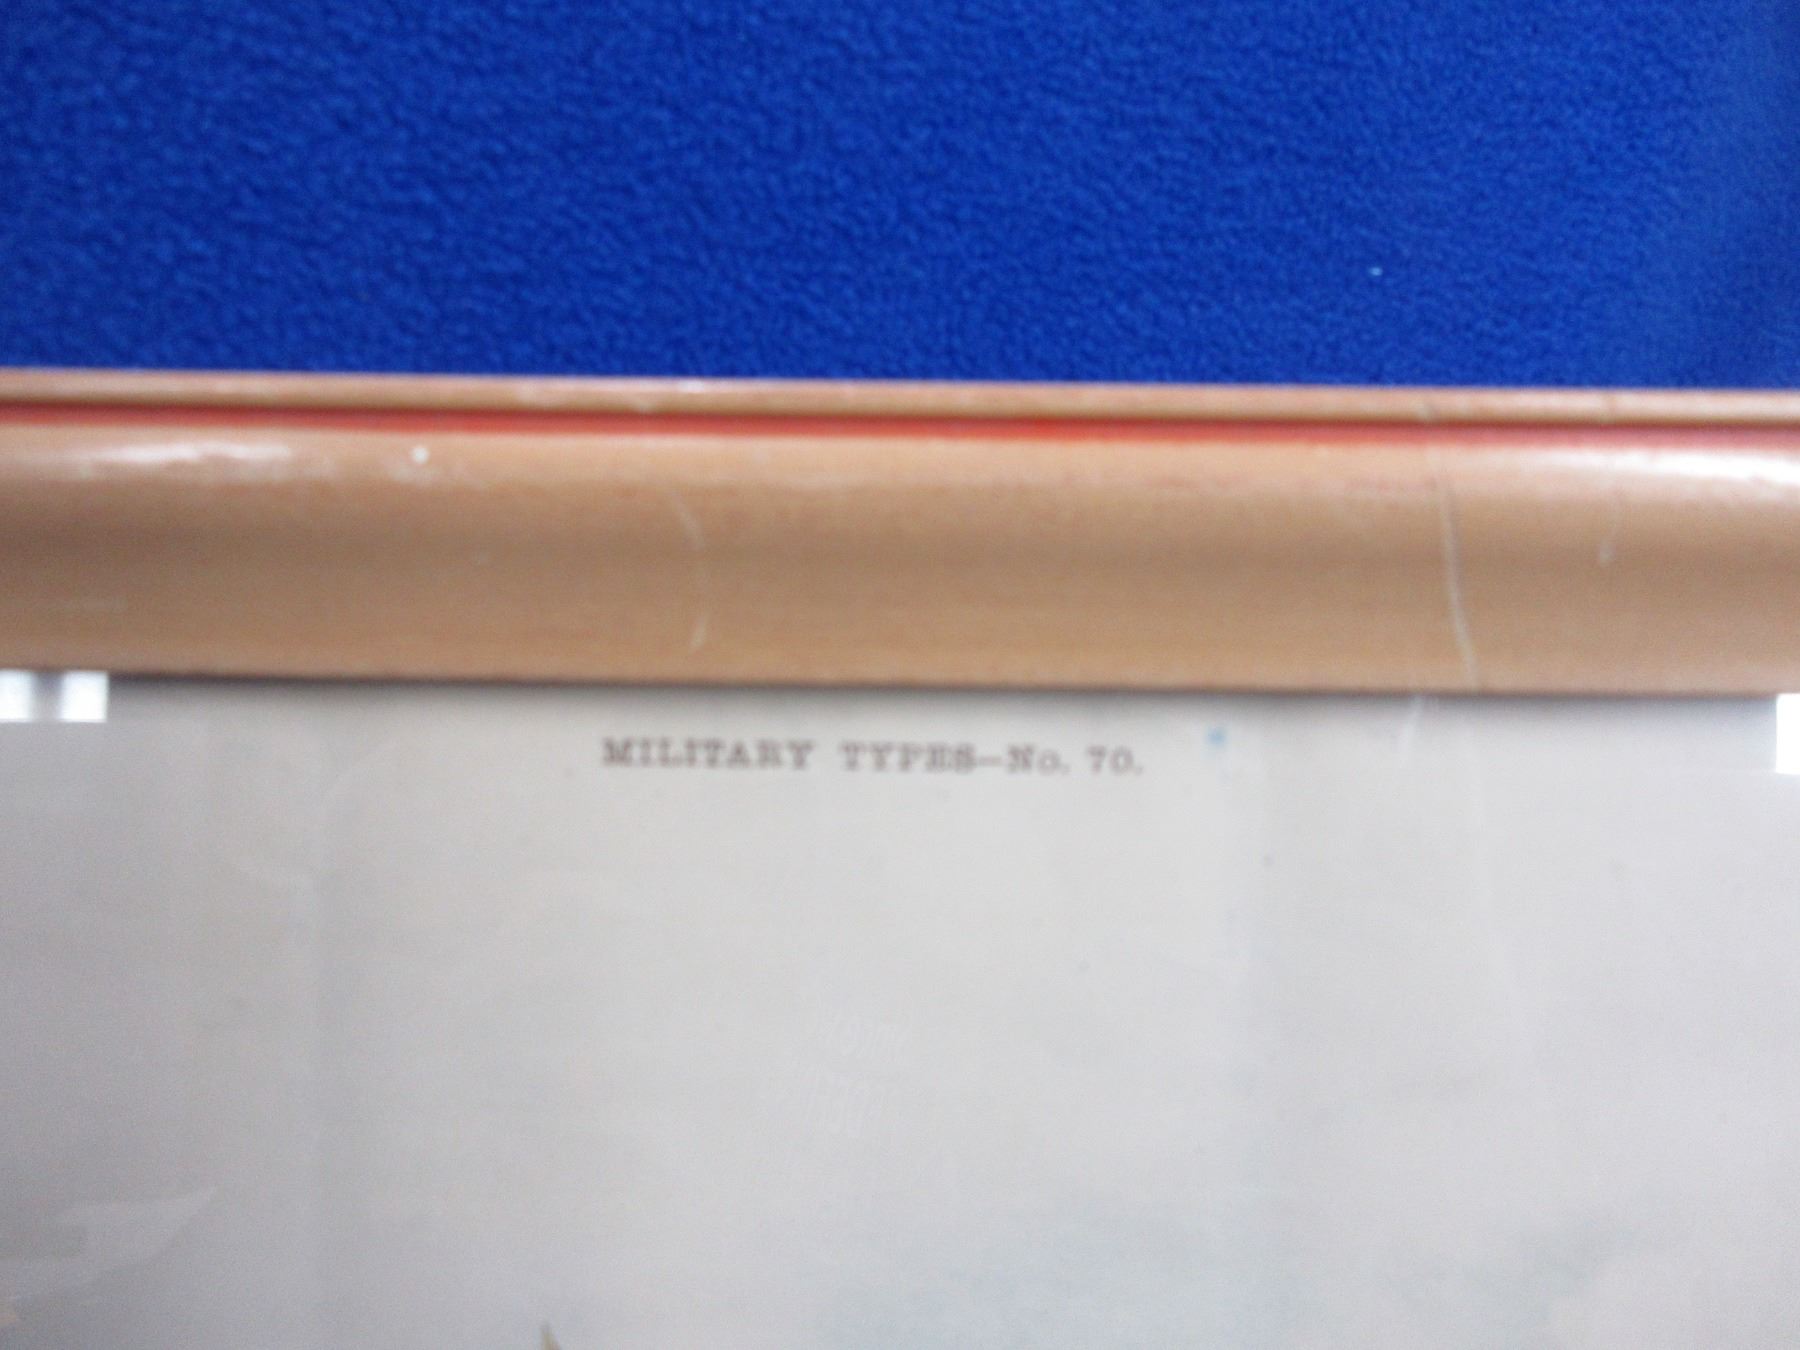 MILITARY TYPES—No. 70.